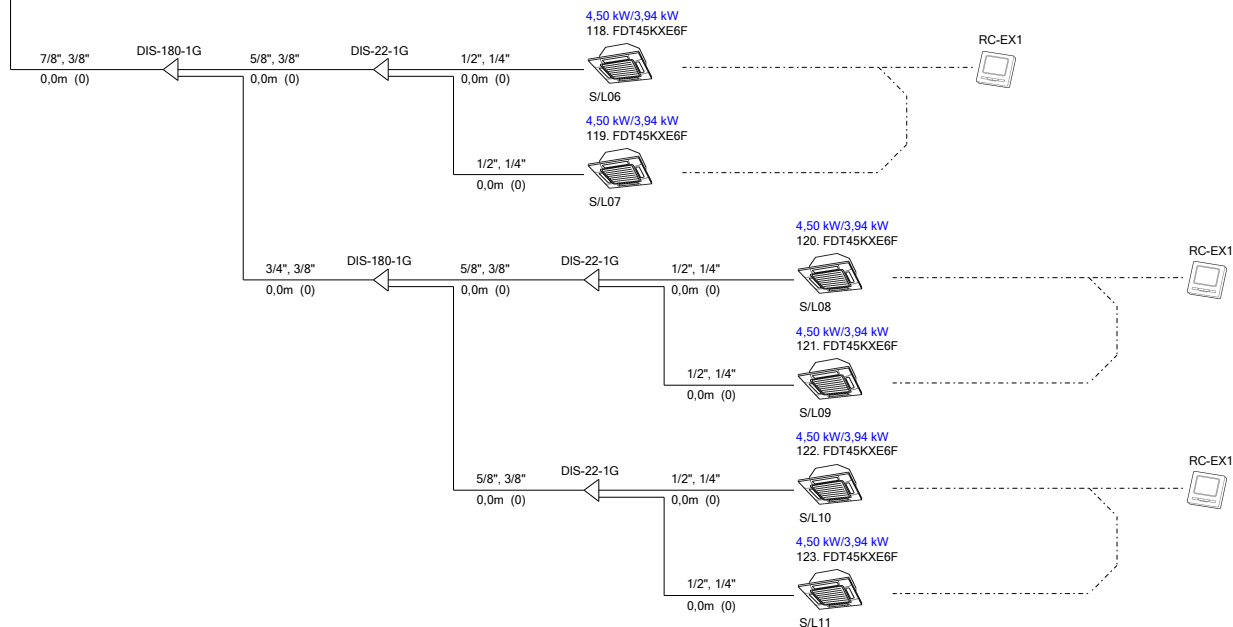 4,50 kW/3,94 kW
118. FDT45KXE6F
RC-EX1
7/8", 3/8"
DIS-180-1G
5/8", 3/8"
DIS-22-1G
1/2", 1/4"
0,0m (0)
0,0m (0)
0,0m (0)
S/L06
4,50 kW/3,94 kW
119. FDT45KXE6F
1/2", 1/4"
0,0m (0)
S/L07
4,50 kW/3,94 kW
120. FDT45KXE6F
RC-EX1
3/4", 3/8"
DIS-180-1G
5/8", 3/8"
DIS-22-1G
1/2", 1/4"
0,0m (0)
0,0m (0)
0,0m (0)
S/L08
4,50 kW/3,94 kW
121. FDT45KXE6F
1/2", 1/4"
0,0m (0)
S/L09
4,50 kW/3,94 kW
122. FDT45KXE6F
RC-EX1
5/8", 3/8"
DIS-22-1G
1/2", 1/4"
0,0m (0)
0,0m (0)
S/L10
4,50 kW/3,94 kW
123. FDT45KXE6F
1/2", 1/4"
0,0m (0)
S/L11